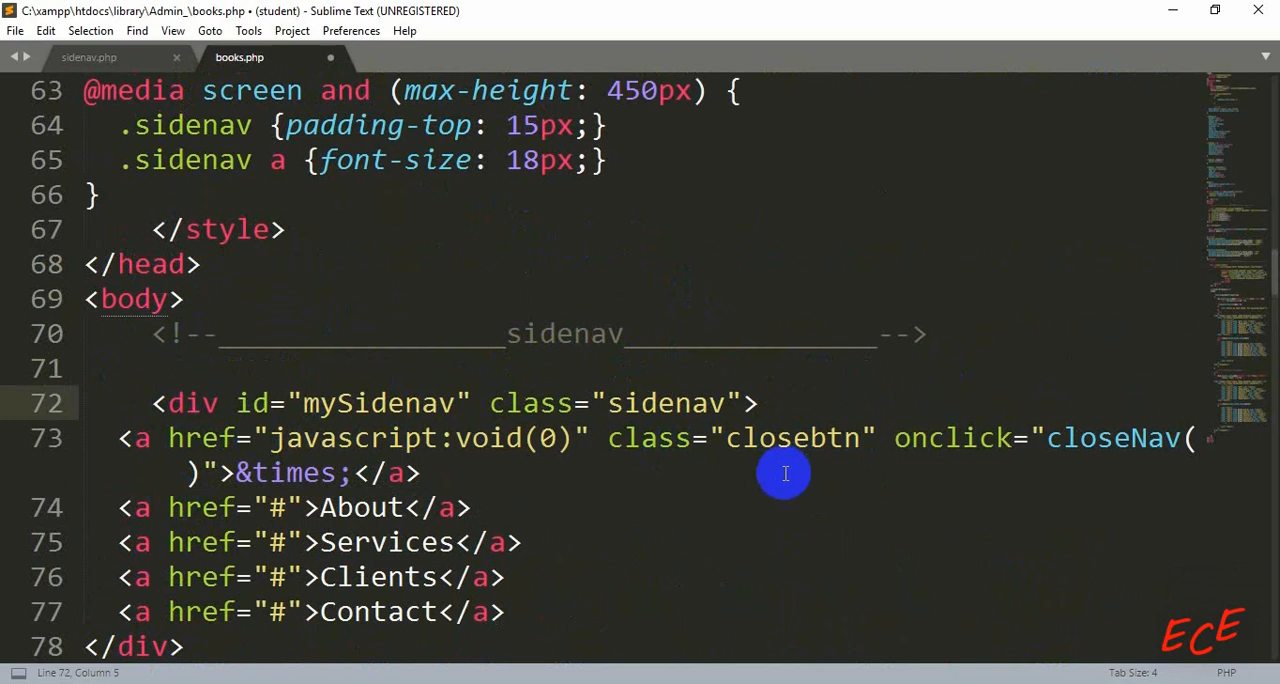 C:\xampp\htdocs\library\Admin_\books.php • (student) - Sublime Text (UNREGISTERED)
File Edit Selection Find View Goto Tools Project Preferences Help
sidenav.php × books.php •
63 @media screen and (max-height: 450px) {
64 .sidenav {padding-top: 15px;}
65 .sidenav a {font-size: 18px;}
66 }
67 </style>
68 </head>
69 <body>
70 <!--_________________sidenav_______________-->
71
72 <div id="mySidenav" class="sidenav">
73 <a href="javascript:void(0)" class="closebtn" onclick="closeNav(
)">&times;</a>
74 <a href="#">About</a>
75 <a href="#">Services</a>
76 <a href="#">Clients</a>
77 <a href="#">Contact</a>
78 </div>
ECE
Line 72, Column 5 Tab Size: 4 PHP